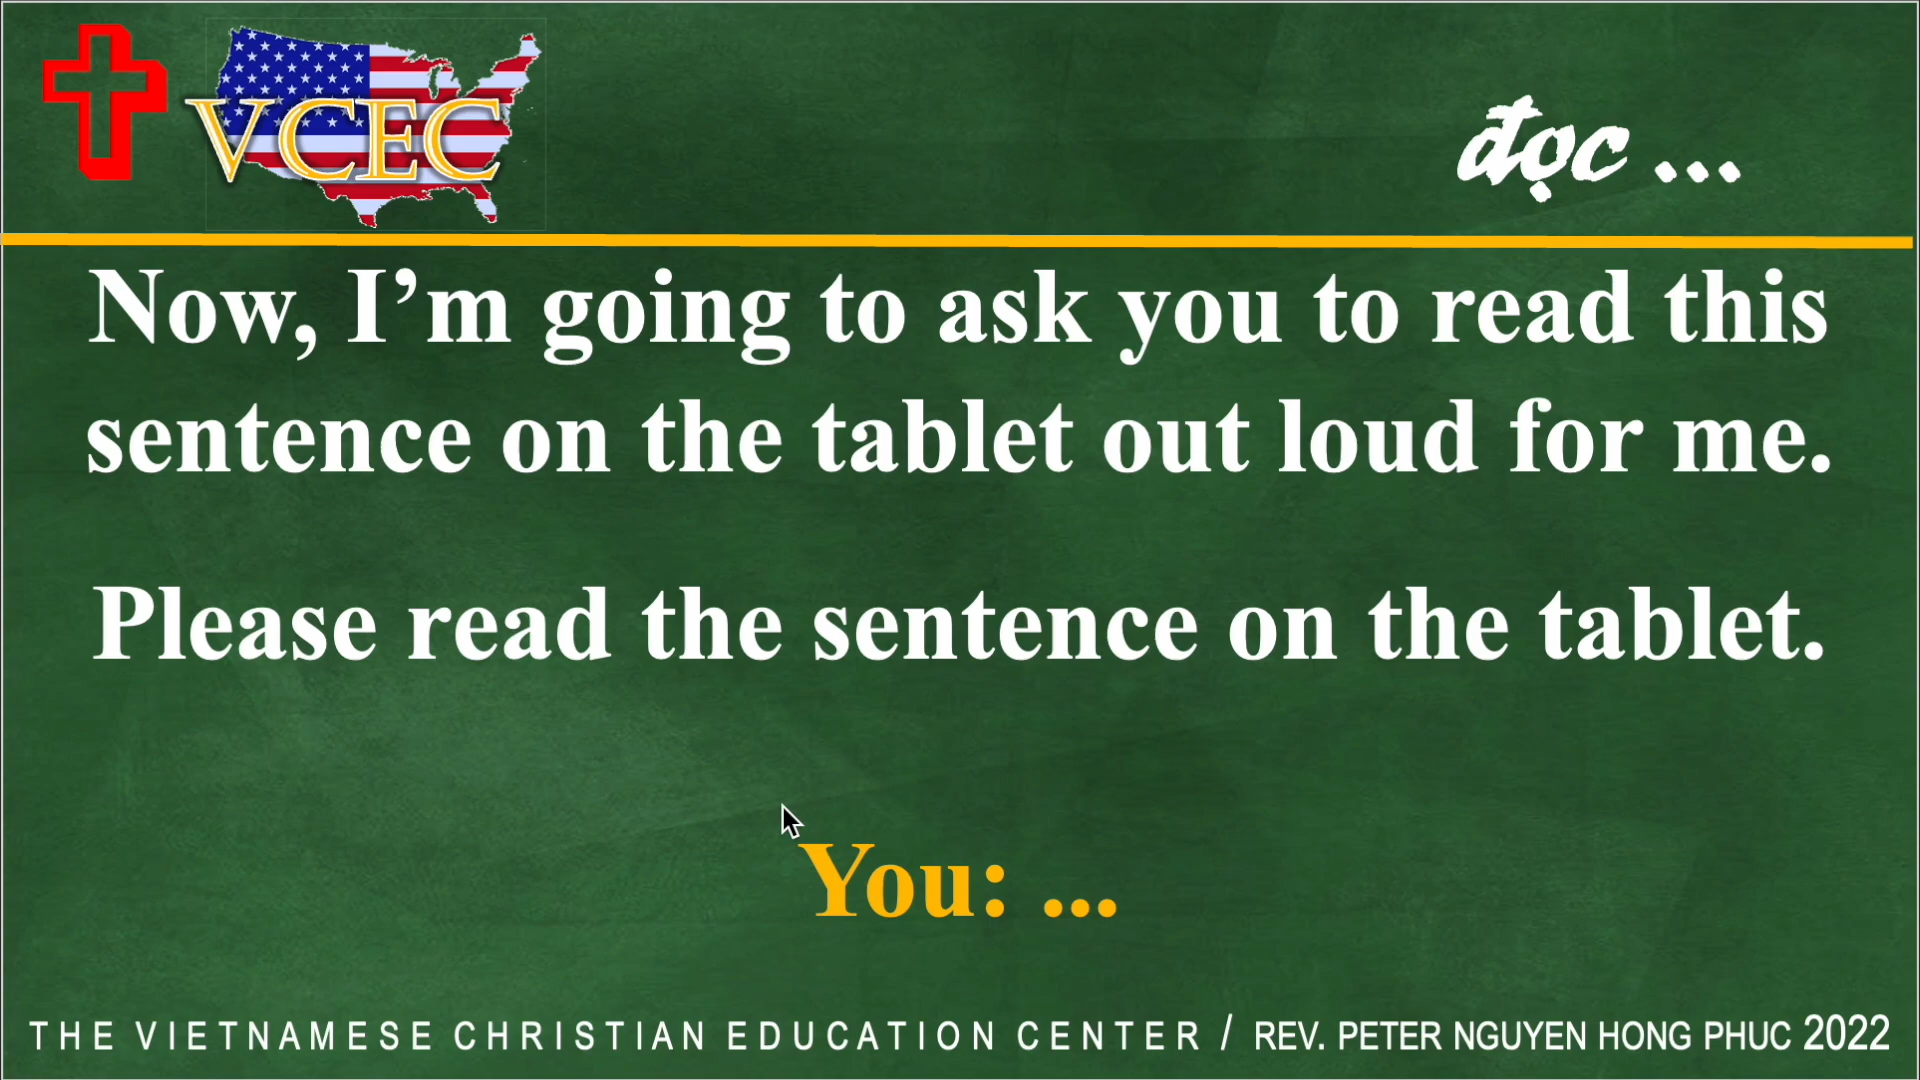 VCEC
đọc ...
Now, I’m going to ask you to read this
sentence on the tablet out loud for me.
Please read the sentence on the tablet.
You: ...
THE VIETNAMESE CHRISTIAN EDUCATION CENTER / REV. PETER NGUYEN HONG PHUC 2022